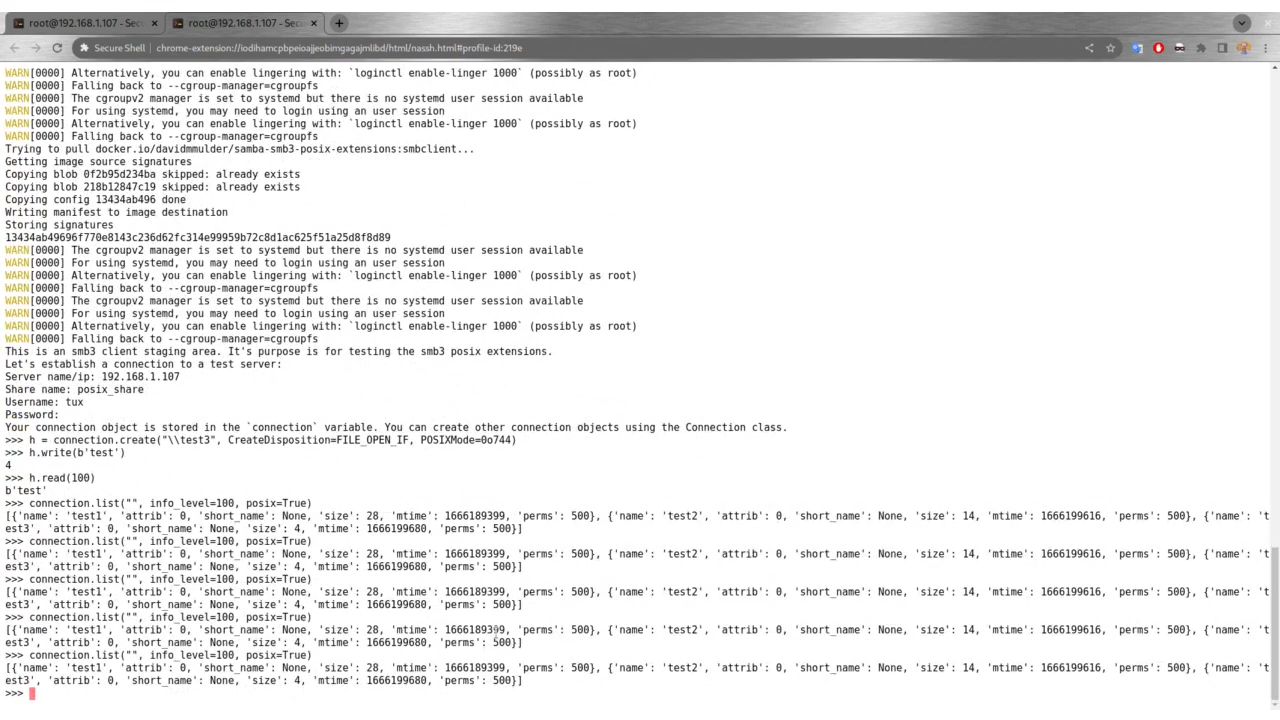 root@192.168.1.107 - Sec
root@192.168.1.107 - Sec
Secure Shell
chrome-extension://iodihamcpbpeioajjeobimgagajmlibd/html/nassh.html#profile-id:219e
WARN[0000] Alternatively, you can enable lingering with: `loginctl enable-linger 1000` (possibly as root)
WARN[0000] Falling back to --cgroup-manager=cgroupfs
WARN[0000] The cgroupv2 manager is set to systemd but there is no systemd user session available
WARN[0000] For using systemd, you may need to login using an user session
WARN[0000] Alternatively, you can enable lingering with: `loginctl enable-linger 1000` (possibly as root)
WARN[0000] Falling back to --cgroup-manager=cgroupfs
Trying to pull docker.io/davidmmulder/samba-smb3-posix-extensions:smbclient...
Getting image source signatures
Copying blob 0f2b95d234ba skipped: already exists
Copying blob 218b12847c19 skipped: already exists
Copying config 13434ab496 done
Writing manifest to image destination
Storing signatures
13434ab49696f770e8143c236d62fc314e99959b72c8d1ac625f51a25d8f8d89
WARN[0000] The cgroupv2 manager is set to systemd but there is no systemd user session available
WARN[0000] For using systemd, you may need to login using an user session
WARN[0000] Alternatively, you can enable lingering with: `loginctl enable-linger 1000` (possibly as root)
WARN[0000] Falling back to --cgroup-manager=cgroupfs
WARN[0000] The cgroupv2 manager is set to systemd but there is no systemd user session available
WARN[0000] For using systemd, you may need to login using an user session
WARN[0000] Alternatively, you can enable lingering with: `loginctl enable-linger 1000` (possibly as root)
WARN[0000] Falling back to --cgroup-manager=cgroupfs
This is an smb3 client staging area. It's purpose is for testing the smb3 posix extensions.
Let's establish a connection to a test server:
Server name/ip: 192.168.1.107
Share name: posix_share
Username: tux
Password:
Your connection object is stored in the `connection` variable. You can create other connection objects using the Connection class.
>>> h = connection.create("\\test3", CreateDisposition=FILE_OPEN_IF, POSIXMode=0o744)
>>> h.write(b'test')
4
>>> h.read(100)
b'test'
>>> connection.list("", info_level=100, posix=True)
[{'name': 'test1', 'attrib': 0, 'short_name': None, 'size': 28, 'mtime': 1666189399, 'perms': 500}, {'name': 'test2', 'attrib': 0, 'short_name': None, 'size': 14, 'mtime': 1666199616, 'perms': 500}, {'name': 't
est3', 'attrib': 0, 'short_name': None, 'size': 4, 'mtime': 1666199680, 'perms': 500}]
>>> connection.list("", info_level=100, posix=True)
[{'name': 'test1', 'attrib': 0, 'short_name': None, 'size': 28, 'mtime': 1666189399, 'perms': 500}, {'name': 'test2', 'attrib': 0, 'short_name': None, 'size': 14, 'mtime': 1666199616, 'perms': 500}, {'name': 't
est3', 'attrib': 0, 'short_name': None, 'size': 4, 'mtime': 1666199680, 'perms': 500}]
>>> connection.list("", info_level=100, posix=True)
[{'name': 'test1', 'attrib': 0, 'short_name': None, 'size': 28, 'mtime': 1666189399, 'perms': 500}, {'name': 'test2', 'attrib': 0, 'short_name': None, 'size': 14, 'mtime': 1666199616, 'perms': 500}, {'name': 't
est3', 'attrib': 0, 'short_name': None, 'size': 4, 'mtime': 1666199680, 'perms': 500}]
>>> connection.list("", info_level=100, posix=True)
[{'name': 'test1', 'attrib': 0, 'short_name': None, 'size': 28, 'mtime': 1666189399, 'perms': 500}, {'name': 'test2', 'attrib': 0, 'short_name': None, 'size': 14, 'mtime': 1666199616, 'perms': 500}, {'name': 't
est3', 'attrib': 0, 'short_name': None, 'size': 4, 'mtime': 1666199680, 'perms': 500}]
>>> connection.list("", info_level=100, posix=True)
[{'name': 'test1', 'attrib': 0, 'short_name': None, 'size': 28, 'mtime': 1666189399, 'perms': 500}, {'name': 'test2', 'attrib': 0, 'short_name': None, 'size': 14, 'mtime': 1666199616, 'perms': 500}, {'name': 't
est3', 'attrib': 0, 'short_name': None, 'size': 4, 'mtime': 1666199680, 'perms': 500}]
>>>